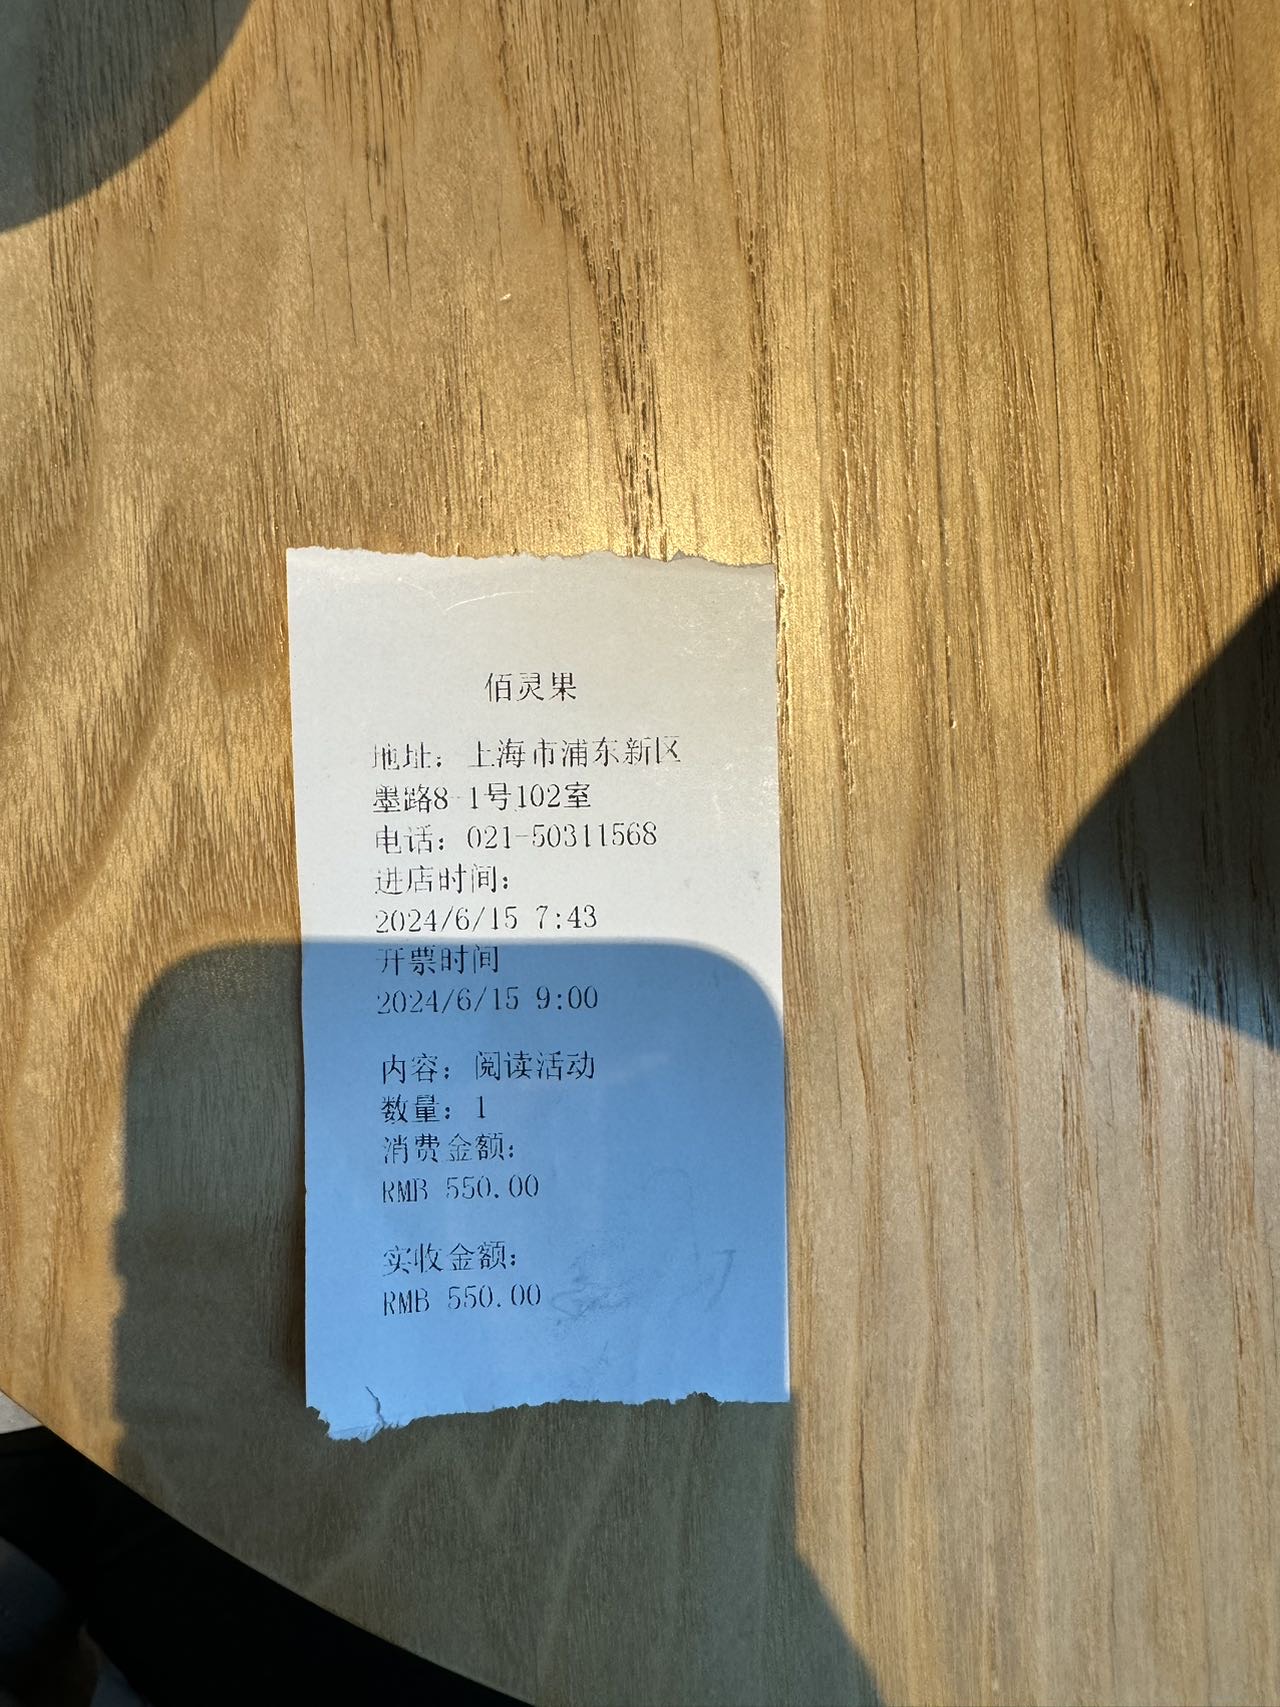 佰灵果
地址：上海市浦东新区
墨路8-1号102室
电话：021-50311568
进店时间：
2024/6/15 7:43
开票时间
2024/6/15 9:00
内容：阅读活动
数量：1
消费金额：
RMB 550.00
实收金额：
RMB 550.00